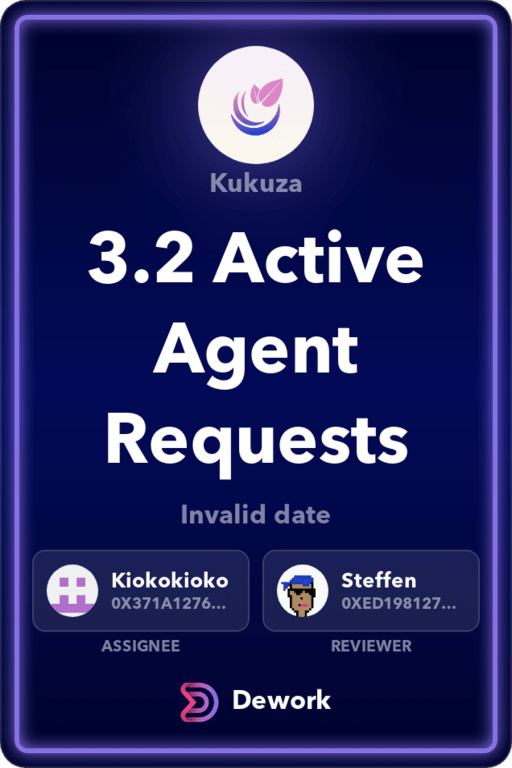 Kukuza
3.2 Active
Agent
Requests
Invalid date
Kiokokioko
0X371A1276...
ASSIGNEE
Steffen
0XED198127...
REVIEWER
Dework